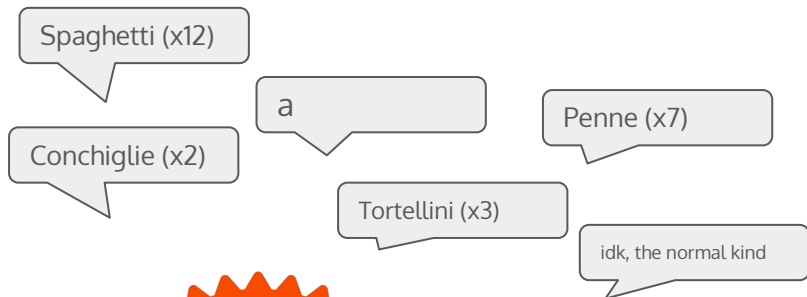 Spaghetti (x12)
a
Penne (x7)
Conchiglie (x2)
Tortellini (x3)
idk, the normal kind